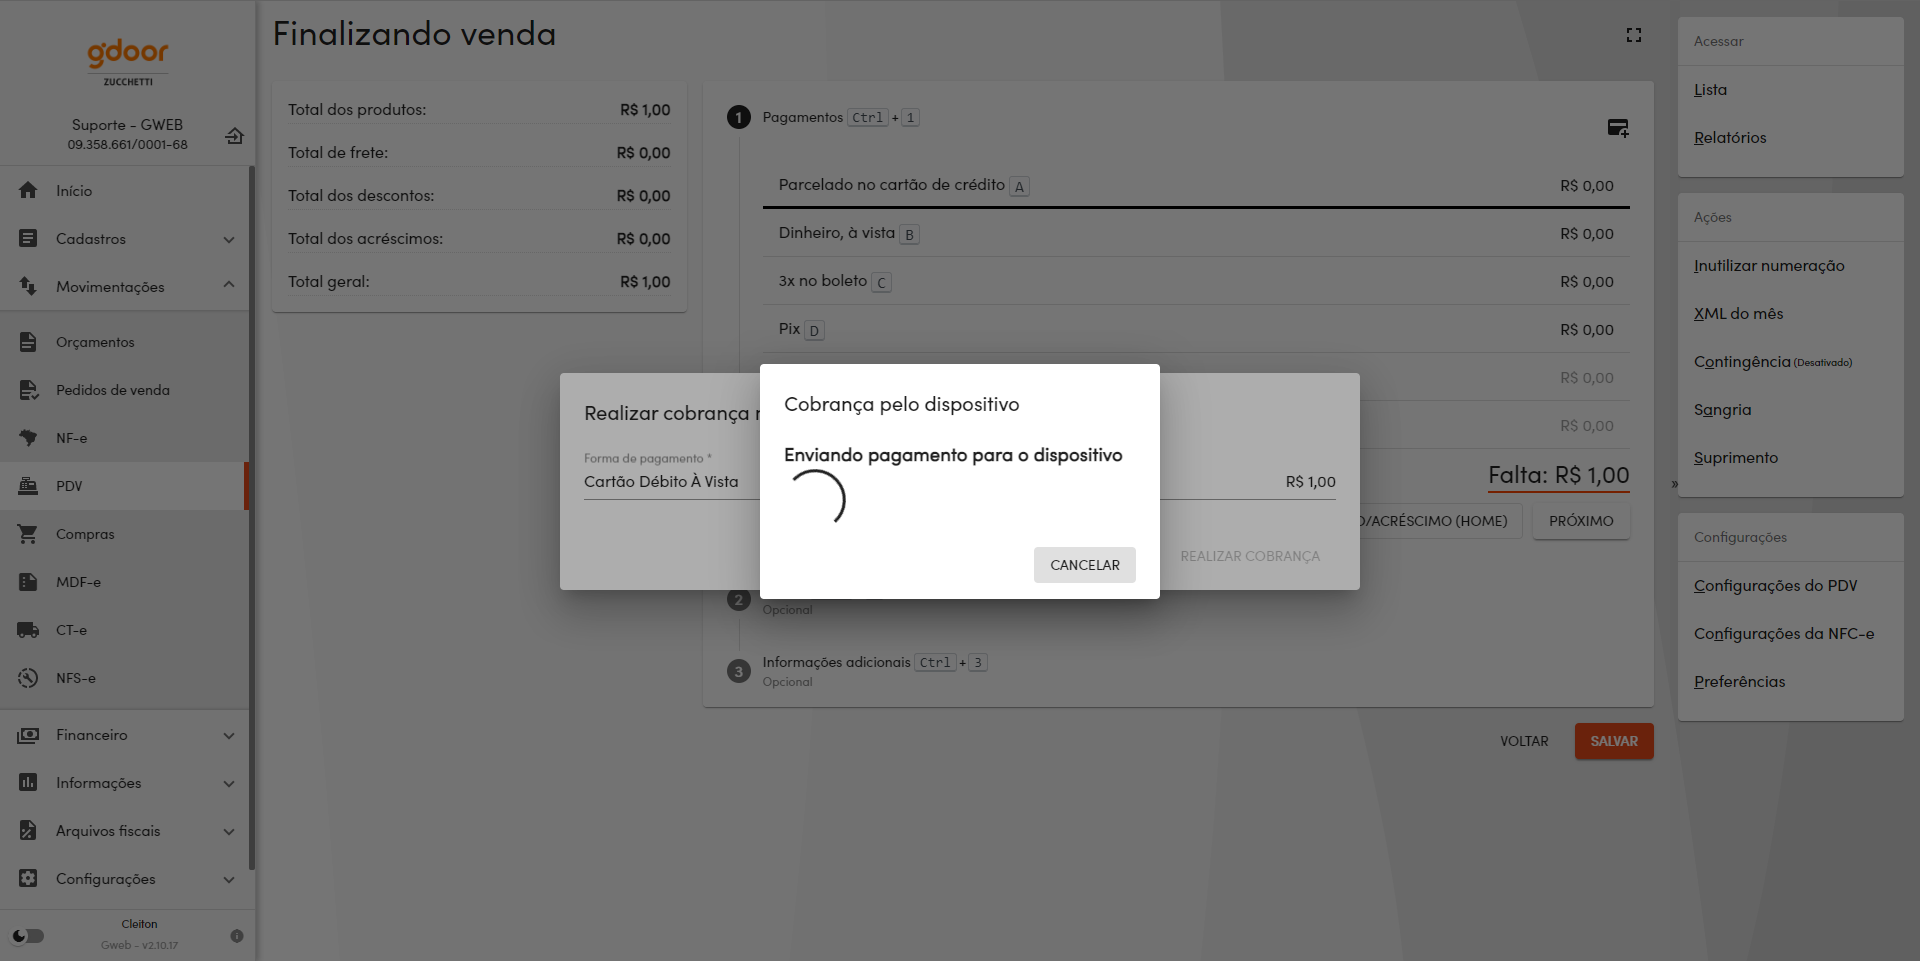 gdoor
ZUCCHETTI
Suporte - GWEB
09.358.661/0001-68
Início
Cadastros
Movimentações
Orçamentos
Pedidos de venda
NF-e
PDV
Compras
MDF-e
CT-e
NFS-e
Financeiro
Informações
Arquivos fiscais
Configurações
Cleiton
Gweb - v2.10.17
Finalizando venda
Total dos produtos: R$ 1,00
Total de frete: R$ 0,00
Total dos descontos: R$ 0,00
Total dos acréscimos: R$ 0,00
Total geral: R$ 1,00
1 Pagamentos Ctrl + 1
Parcelado no cartão de crédito A R$ 0,00
Dinheiro, à vista B R$ 0,00
3x no boleto C R$ 0,00
Pix D R$ 0,00
R$ 0,00
R$ 0,00
Falta: R$ 1,00
O/ACRÉSCIMO (HOME) PRÓXIMO
Realizar cobrança
Forma de pagamento *
Cartão Débito À Vista R$ 1,00
REALIZAR COBRANÇA
Cobrança pelo dispositivo
Enviando pagamento para o dispositivo
CANCELAR
2
Opcional
3 Informações adicionais Ctrl + 3
Opcional
VOLTAR SALVAR
Acessar
Lista
Relatórios
Ações
Inutilizar numeração
XML do mês
Contingência (Desativado)
Sangria
Suprimento
»
Configurações
Configurações do PDV
Configurações da NFC-e
Preferências